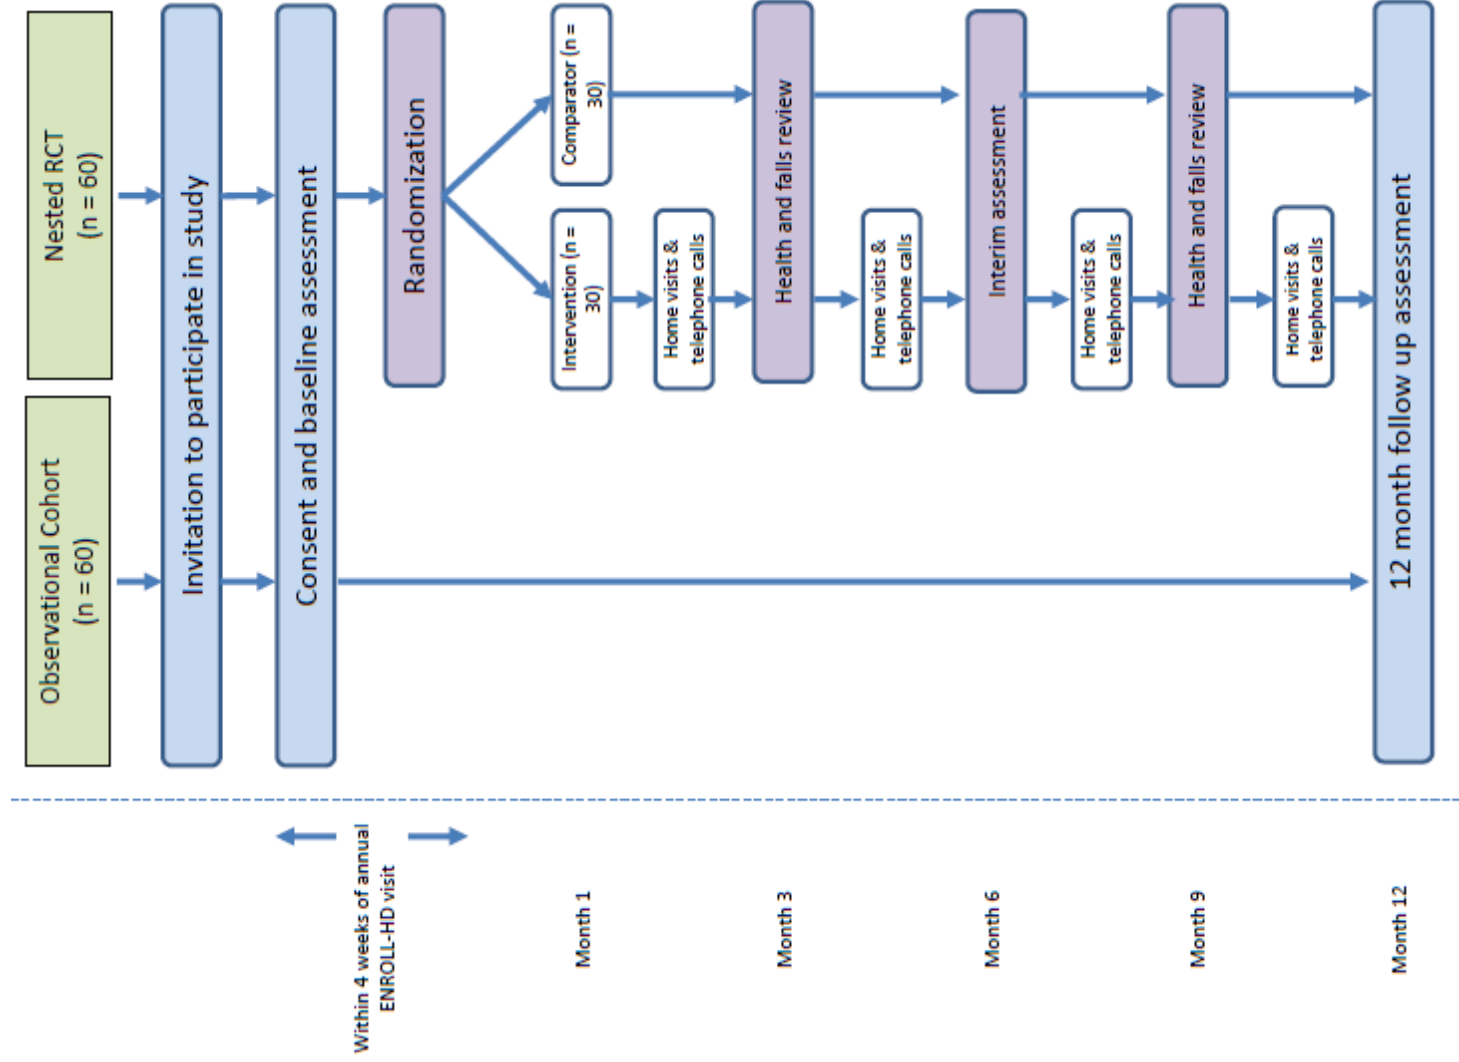 Observational Cohort
(n = 60)
Nested RCT
(n = 60)
Invitation to participate in study
Within 4 weeks of annual
ENROLL-HD visit
Consent and baseline assessment
Randomization
Month 1
Intervention (n =
30)
Comparator (n =
30)
Home visits &
telephone calls
Month 3
Health and falls review
Home visits &
telephone calls
Month 6
Interim assessment
Home visits &
telephone calls
Month 9
Health and falls review
Home visits &
telephone calls
Month 12
12 month follow up assessment